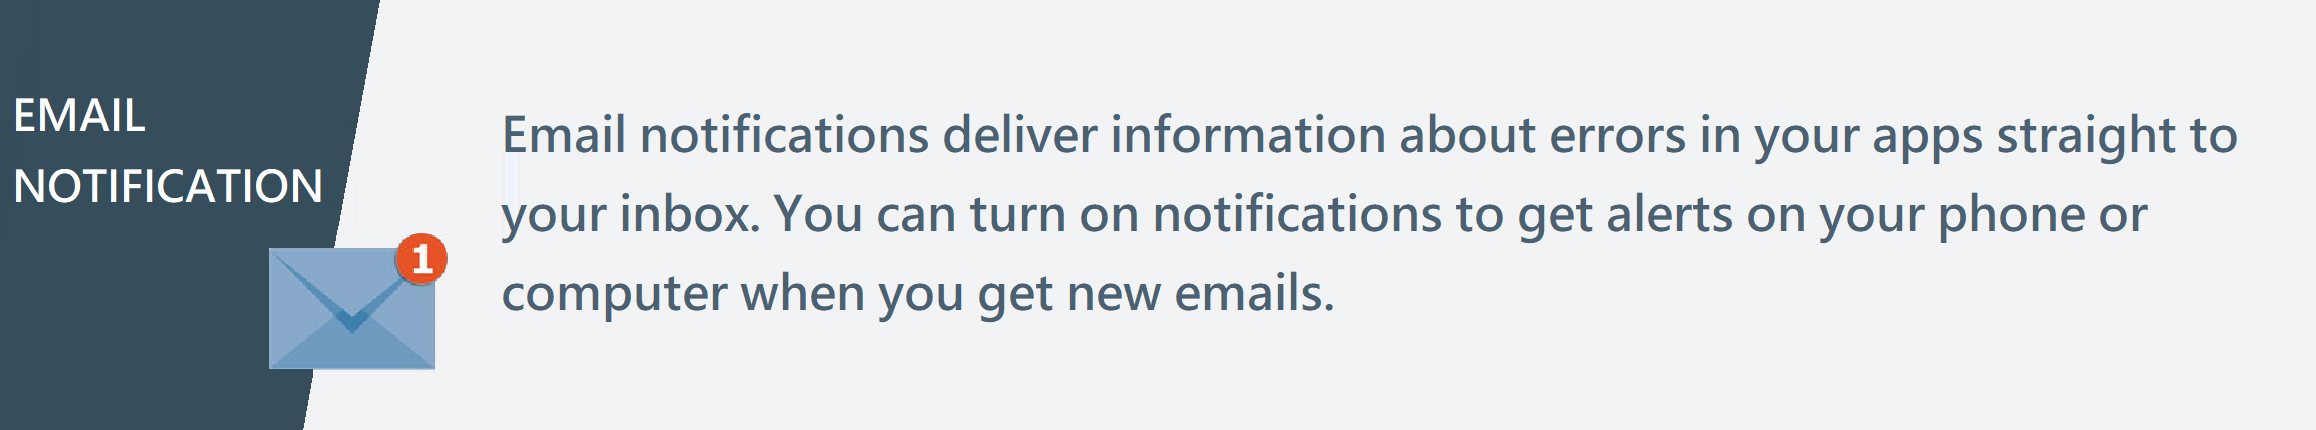 EMAIL
NOTIFICATION
1
Email notifications deliver information about errors in your apps straight to
your inbox. You can turn on notifications to get alerts on your phone or
computer when you get new emails.